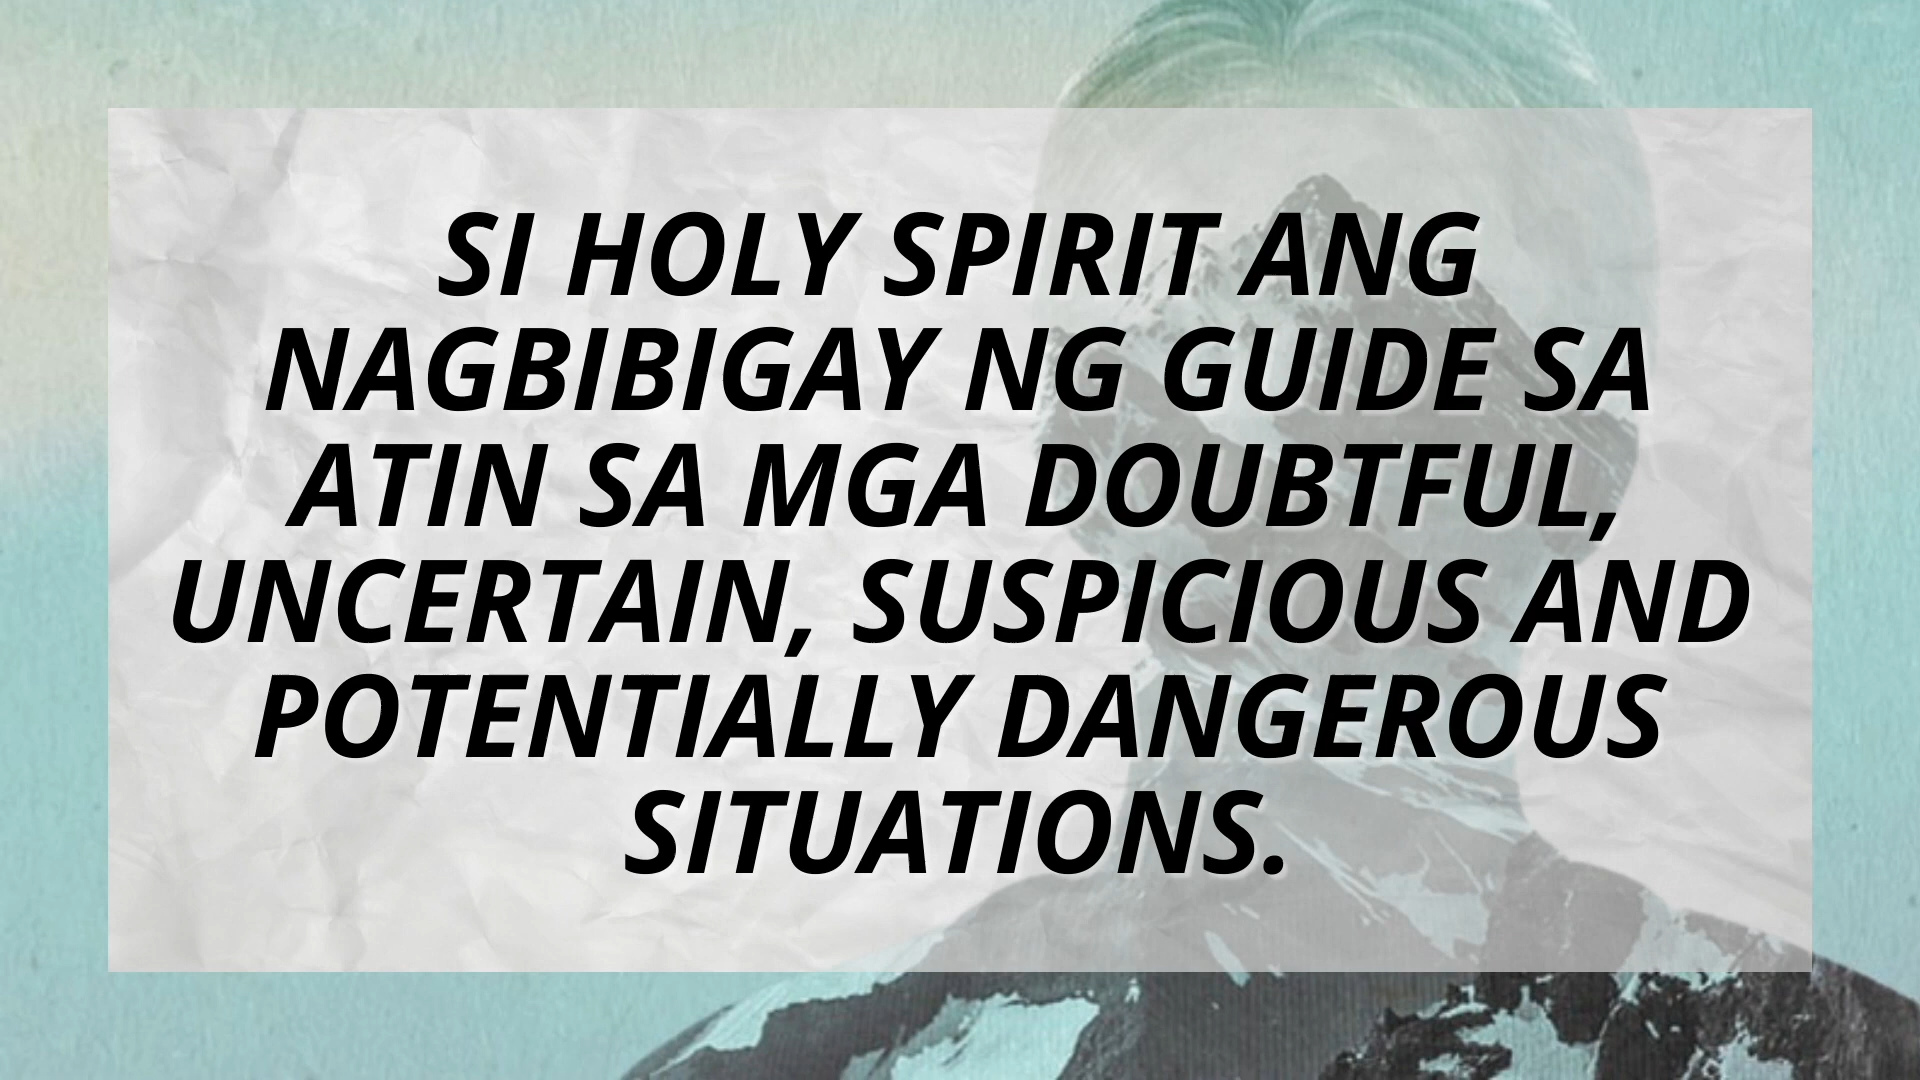 SI HOLY SPIRIT ANG
NAGBIBIGAY NG GUIDE SA
ATIN SA MGA DOUBTFUL,
UNCERTAIN, SUSPICIOUS AND
POTENTIALLY DANGEROUS
SITUATIONS.